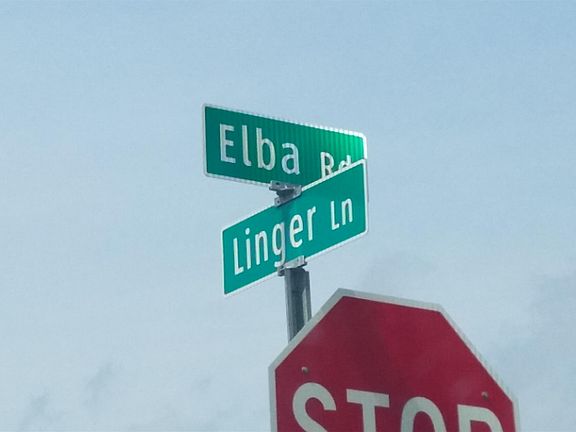 Elba Rd
Linger Ln
STOP